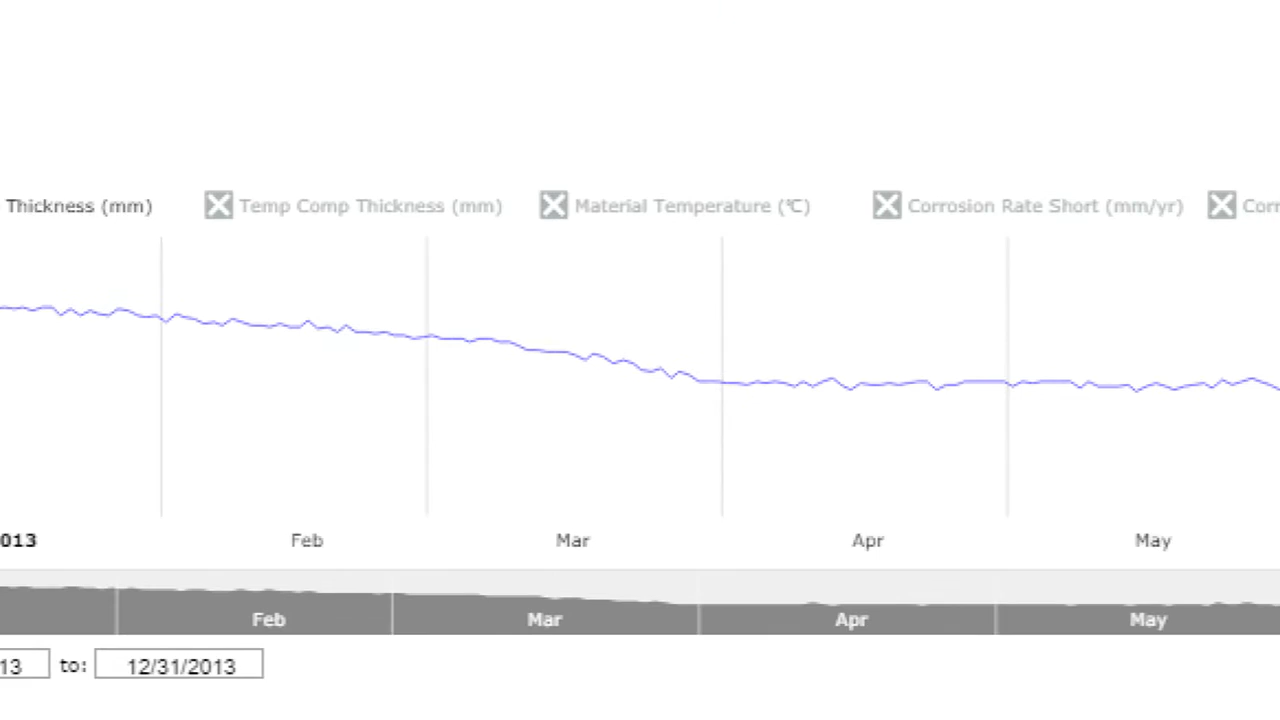 Thickness (mm) Temp Comp Thickness (mm) Material Temperature (℃) Corrosion Rate Short (mm/yr) Corr
013 Feb Mar Apr May
Feb Mar Apr May
13 to: 12/31/2013